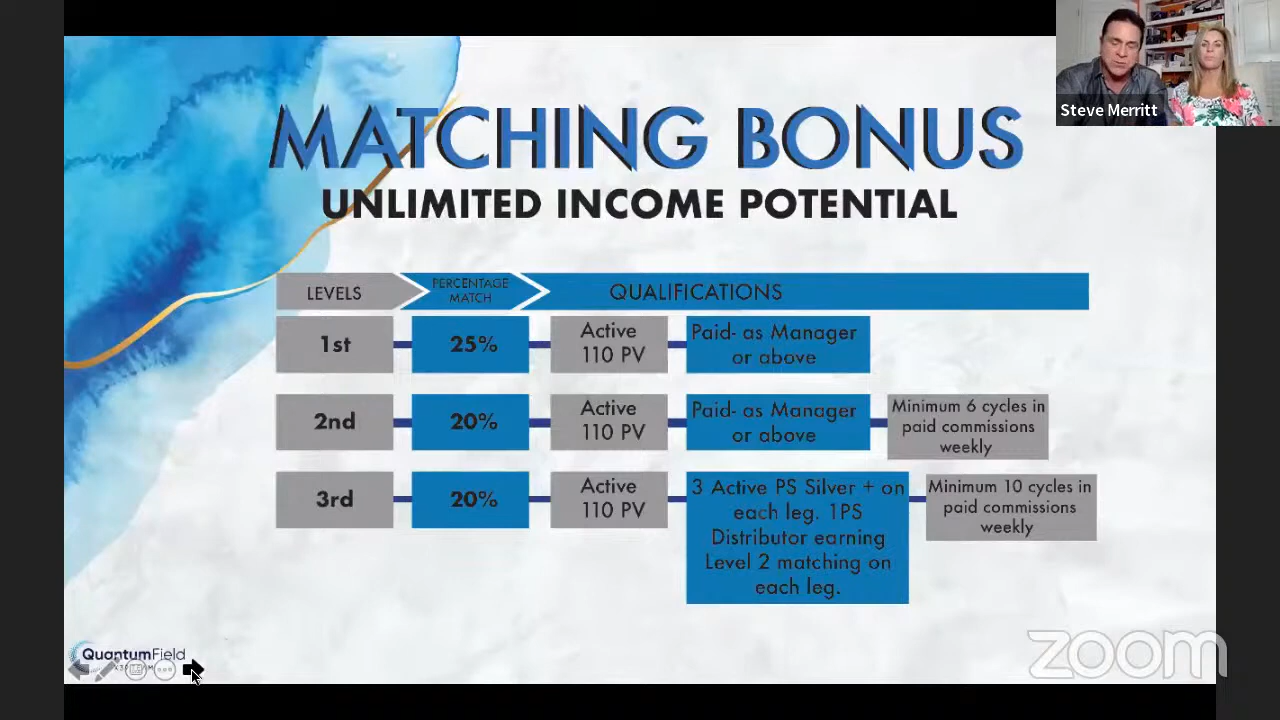 Steve Merritt
MATCHING BONUS
UNLIMITED INCOME POTENTIAL
LEVELS
PERCENTAGE
MATCH
QUALIFICATIONS
1st
25%
Active
110 PV
Paid- as Manager
or above
2nd
20%
Active
110 PV
Paid- as Manager
or above
Minimum 6 cycles in
paid commissions
weekly
3rd
20%
Active
110 PV
3 Active PS Silver + on
each leg. 1PS
Distributor earning
Level 2 matching on
each leg.
Minimum 10 cycles in
paid commissions
weekly
QuantumField
zoom